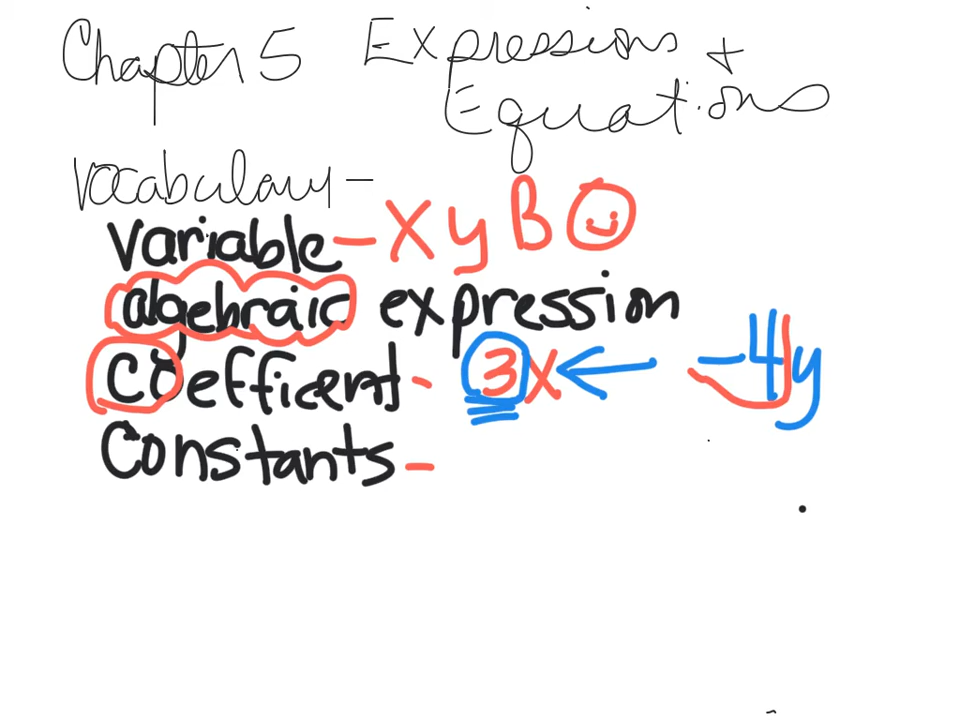 Chapter 5 Expressions +
Equations
Vocabulary -
Variable - X y B
algebraic expression
Coefficent - 3X -4y
Constants -